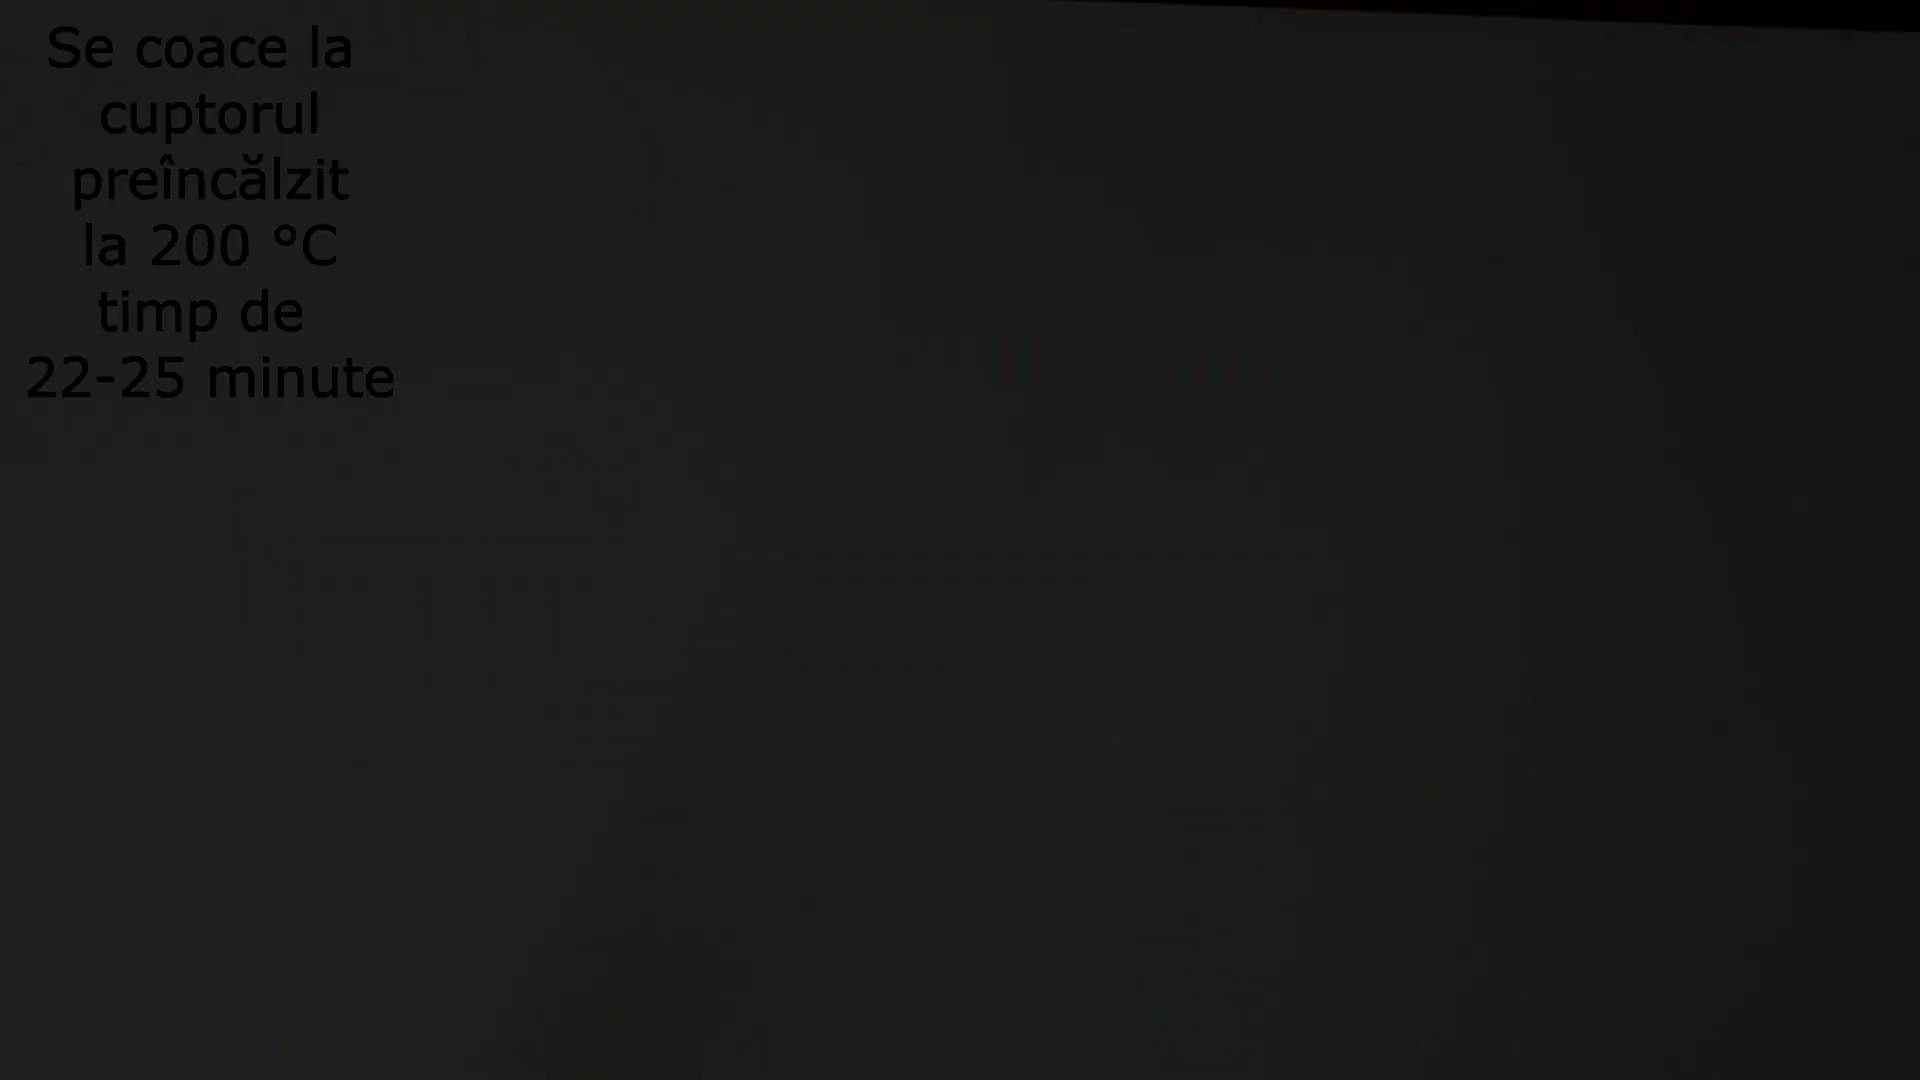 Se coace la
cuptorul
preîncălzit
la 200 °C
timp de
22-25 minute